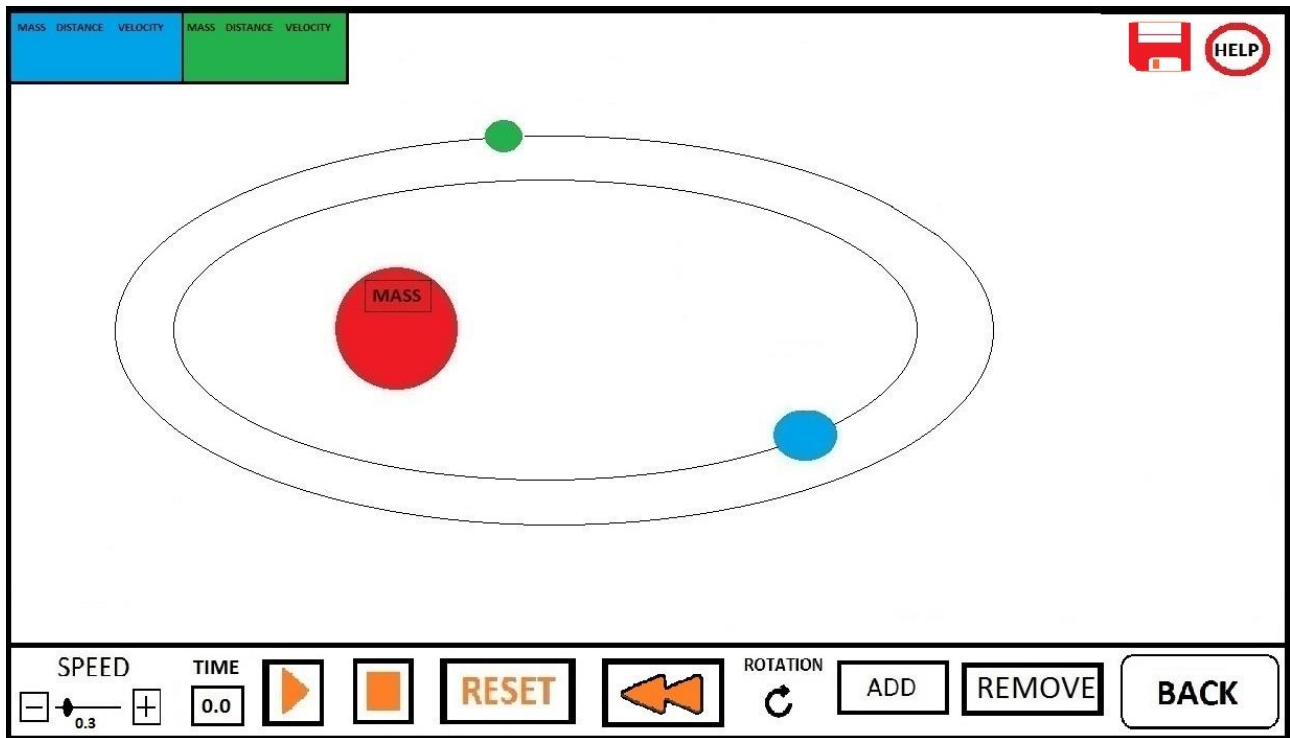 MASS DISTANCE VELOCITY
MASS DISTANCE VELOCITY
HELP
MASS
SPEED
0.3
TIME
0.0
RESET
ROTATION
ADD
REMOVE
BACK